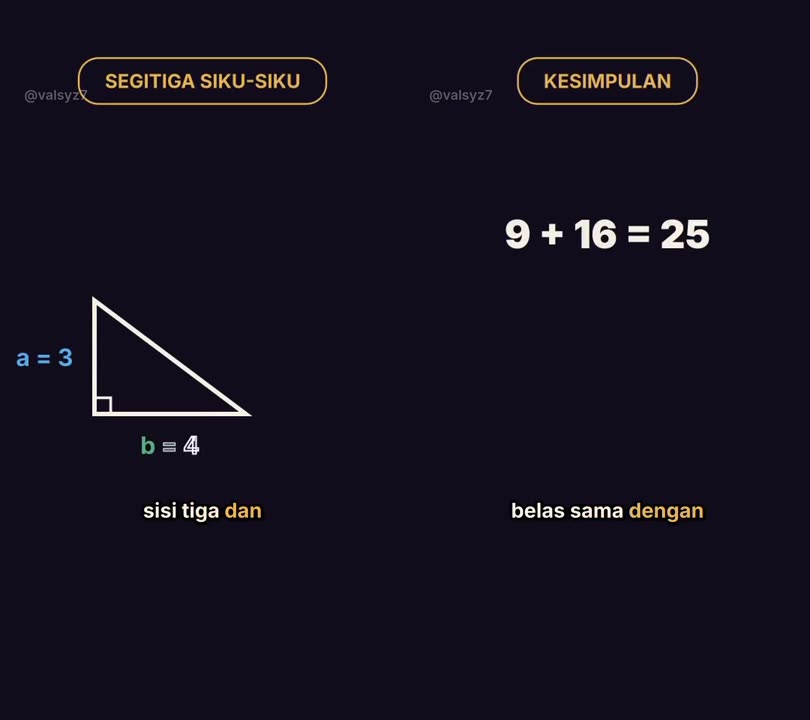 SEGITIGA SIKU-SIKU
@valsyz7
a = 3
b = 4
sisi tiga dan
KESIMPULAN
@valsyz7
9 + 16 = 25
belas sama dengan